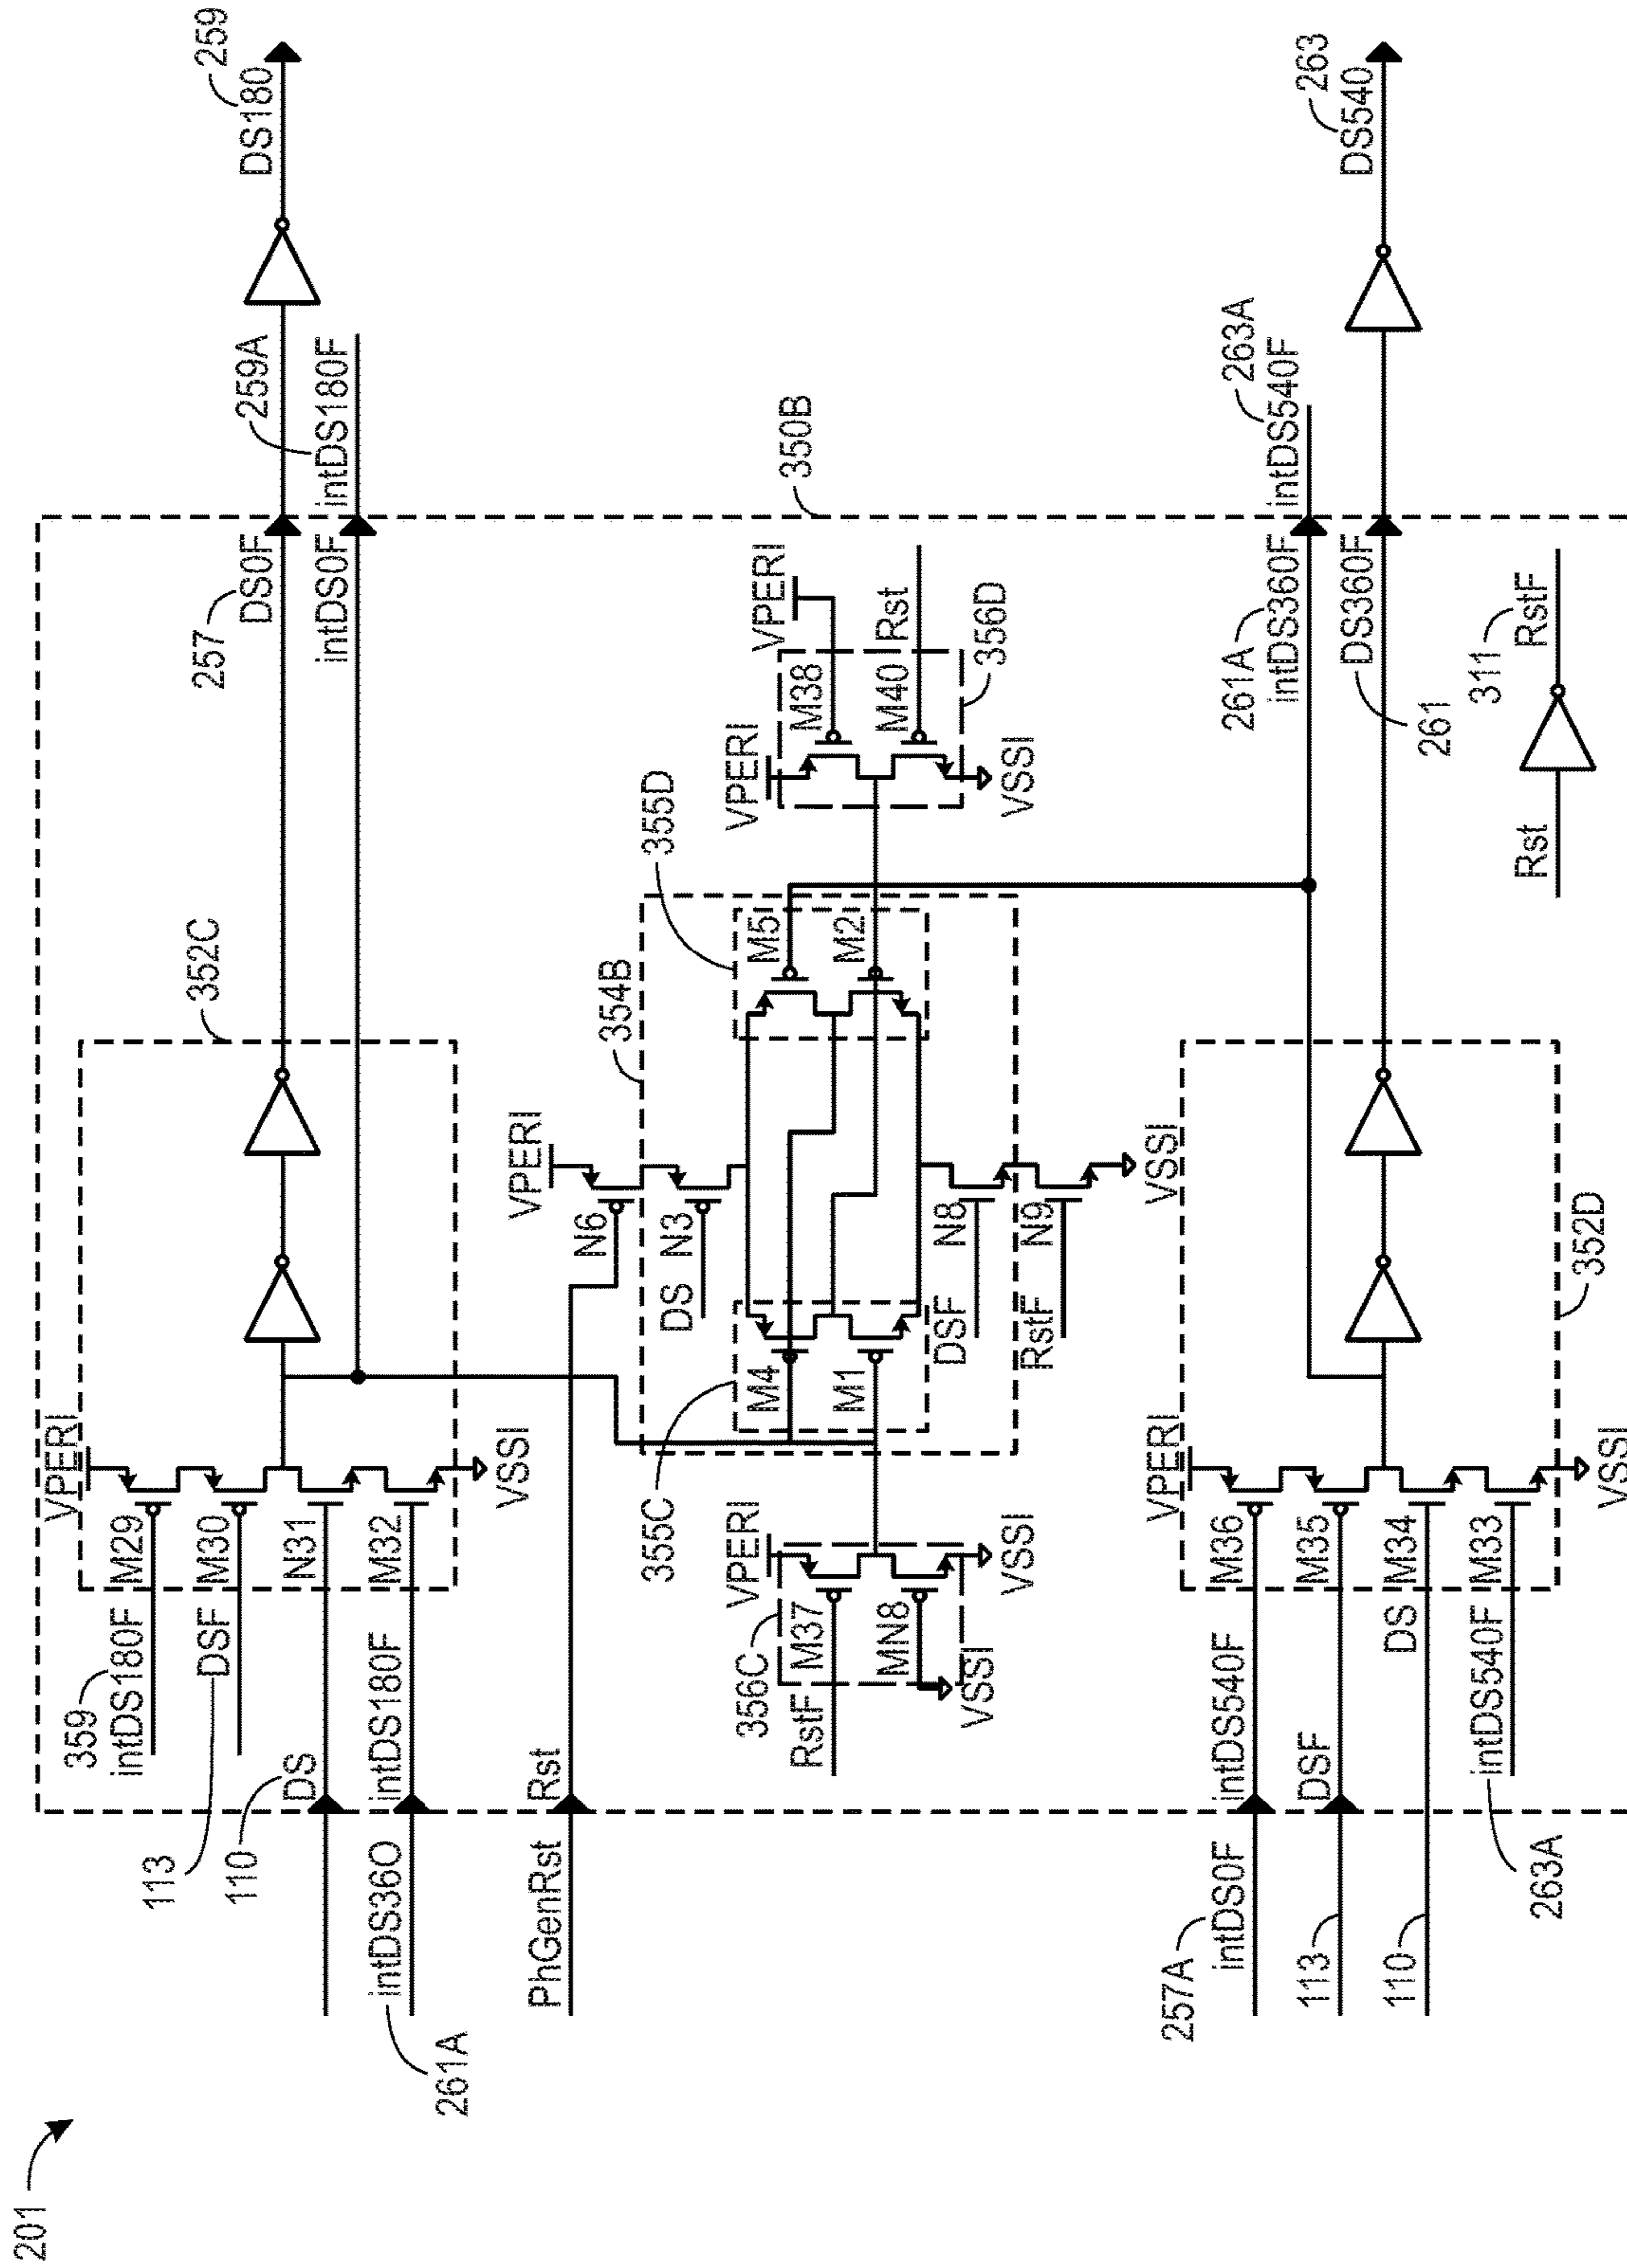 201
359
intDS180F
113
DSF
110
DS
intDS36O
261A
intDS180F
VPERI
M29
M30
N31
M32
VSSI
352C
257
DS0F
intDS0F
259A
intDS180F
DS180
259
PhGenRst
Rst
VPERI
N6
N3
DS
354B
355D
M5
M2
M4
M1
355C
DSF
N8
RstF
N9
VSSI
356C
VPERI
M37
RstF
MN8
VSSI
VSSI
VPERI
VPERI
M38
M40
Rst
356D
VSSI
350B
257A
intDS0F
intDS540F
113
DSF
110
DS
263A
intDS540F
VPERI
M36
M35
M34
M33
VSSI
352D
261A
intDS360F
263A
intDS540F
DS360F
261
DS540
263
Rst
311
RstF